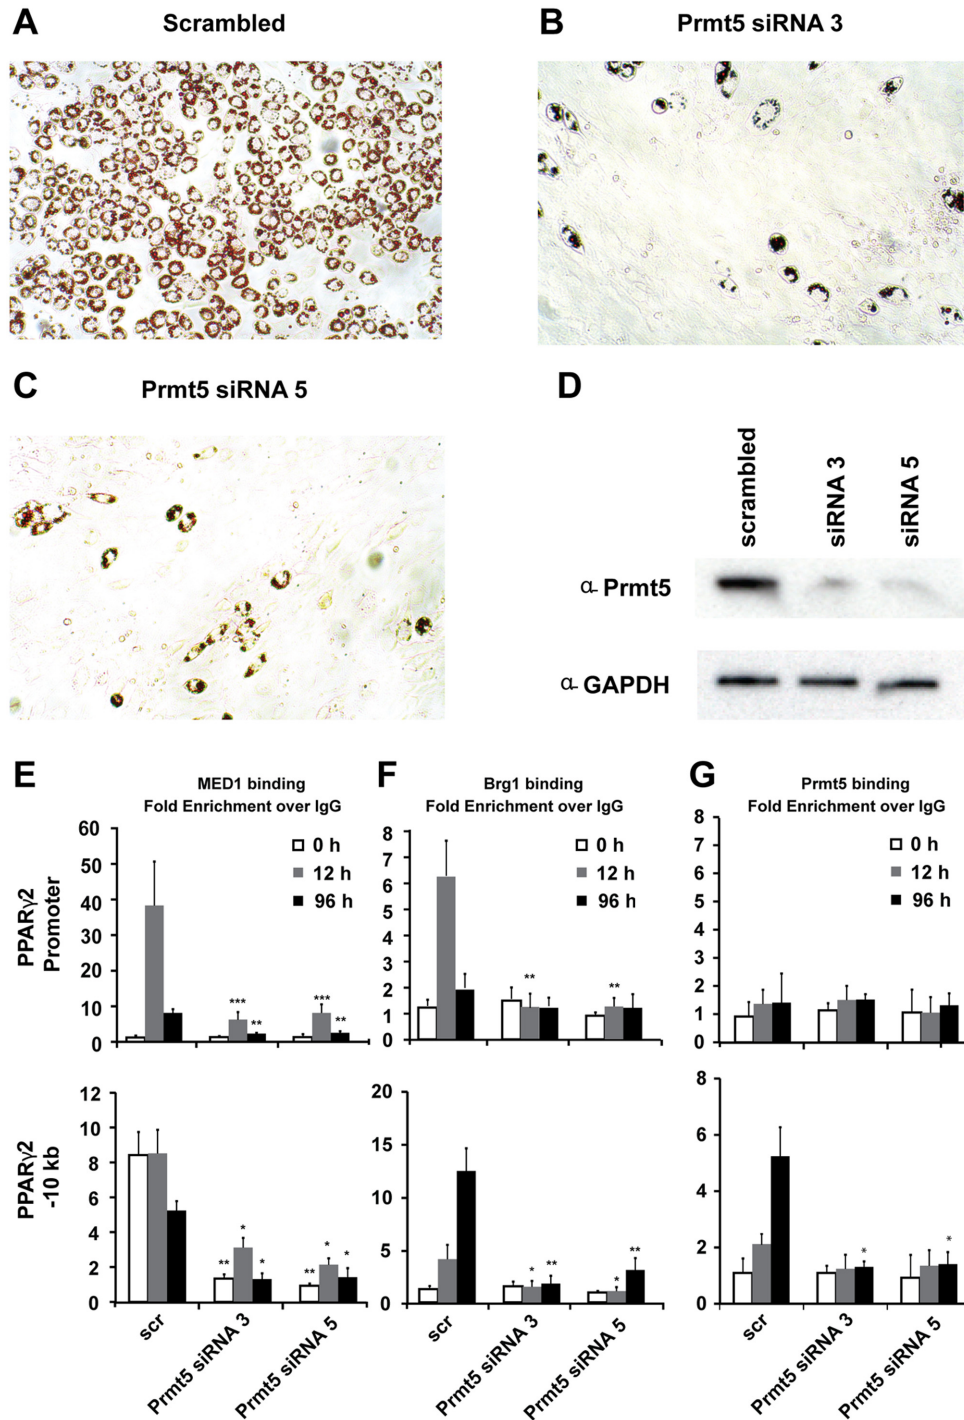 A
Scrambled
B
Prmt5 siRNA 3
C
Prmt5 siRNA 5
D
scrambled
siRNA 3
siRNA 5
α- Prmt5
α- GAPDH
E
MED1 binding
Fold Enrichment over IgG
PPARγ2
Promoter
60
50
40
30
20
10
0
0 h
12 h
96 h
***
**
***
**
F
Brg1 binding
Fold Enrichment over IgG
8
7
6
5
4
3
2
1
0
0 h
12 h
96 h
**
**
G
Prmt5 binding
Fold Enrichment over IgG
8
7
6
5
4
3
2
1
0
0 h
12 h
96 h
PPARγ2
-10 kb
12
10
8
6
4
2
0
**
*
*
**
*
*
scr
Prmt5 siRNA 3
Prmt5 siRNA 5
20
15
10
5
0
*
**
*
**
scr
Prmt5 siRNA 3
Prmt5 siRNA 5
8
6
4
2
0
*
*
scr
Prmt5 siRNA 3
Prmt5 siRNA 5